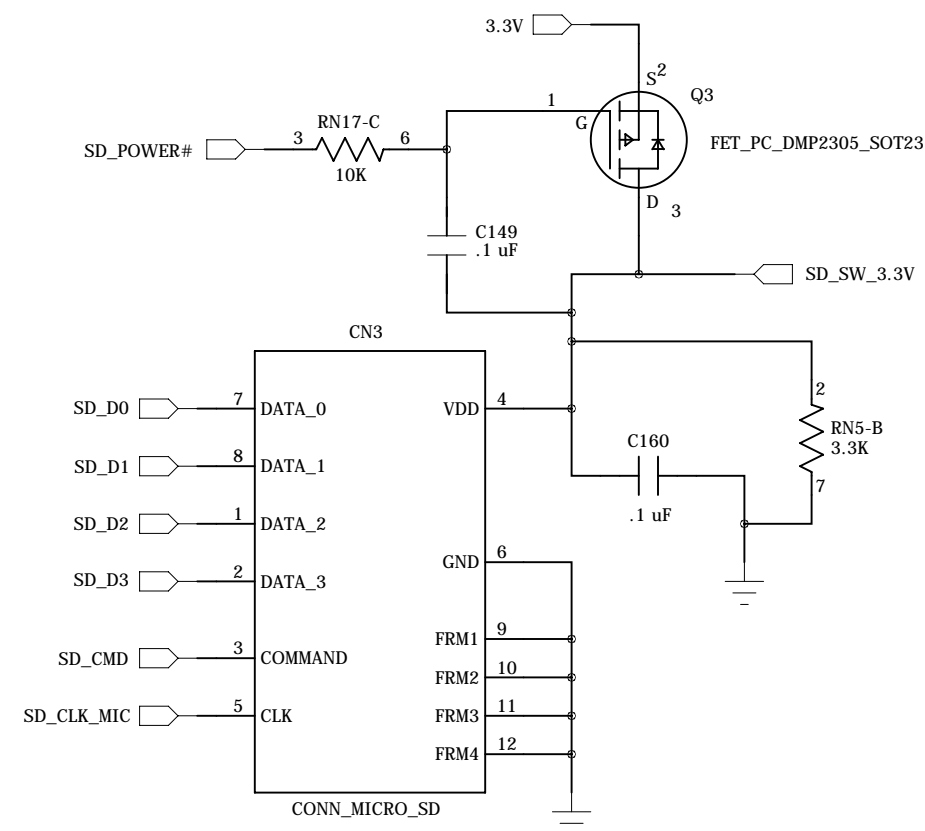 3.3V
S 2
Q3
1
G
RN17-C
3 6
SD_POWER#
10K
FET_PC_DMP2305_SOT23
D 3
C149
.1 uF
SD_SW_3.3V
CN3
2
SD_D0 7 DATA_0 VDD 4
RN5-B
3.3K
C160
SD_D1 8 DATA_1
7
.1 uF
SD_D2 1 DATA_2
GND 6
SD_D3 2 DATA_3
FRM1 9
SD_CMD 3 COMMAND
FRM2 10
SD_CLK_MIC 5 CLK FRM3 11
FRM4 12
CONN_MICRO_SD